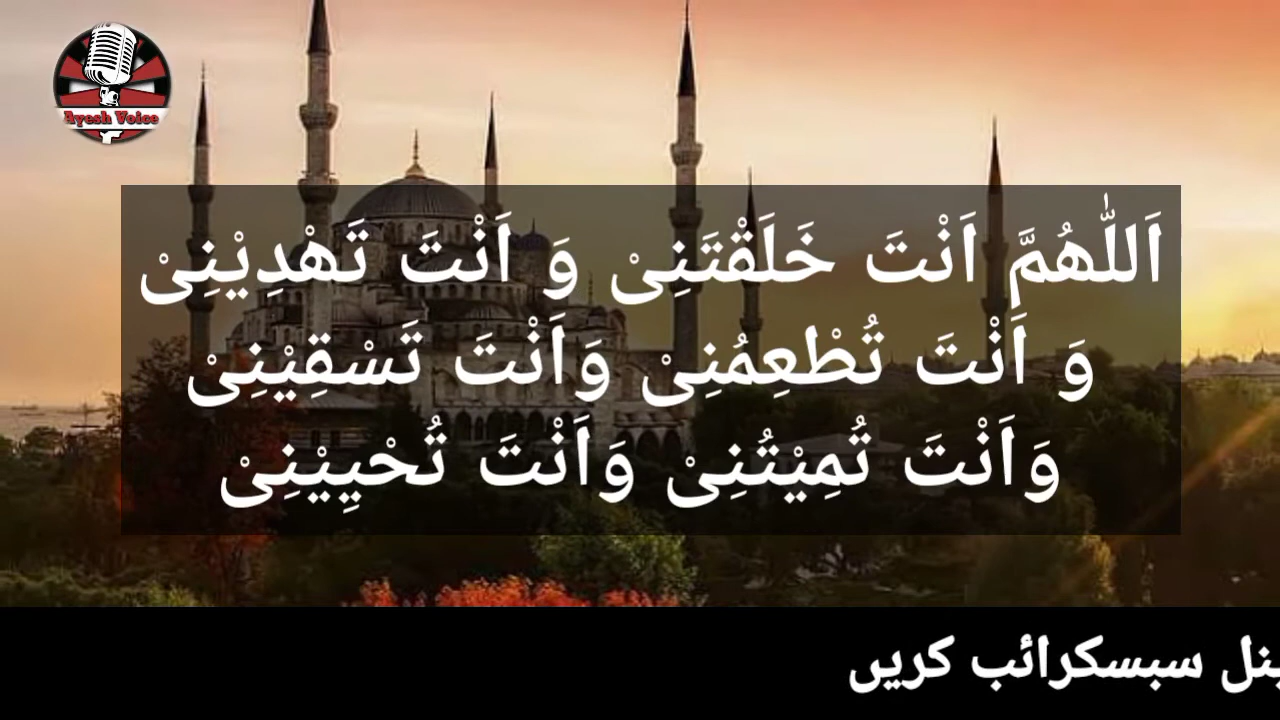 Ayesh Voice
اَللّٰهُمَّ اَنْتَ خَلَقْتَنِیْ وَ اَنْتَ تَهْدِیْنِیْ
وَ اَنْتَ تُطْعِمُنِیْ وَاَنْتَ تَسْقِیْنِیْ
وَاَنْتَ تُمِیْتُنِیْ وَاَنْتَ تُحْیِیْنِیْ
سبسکرائب کریں